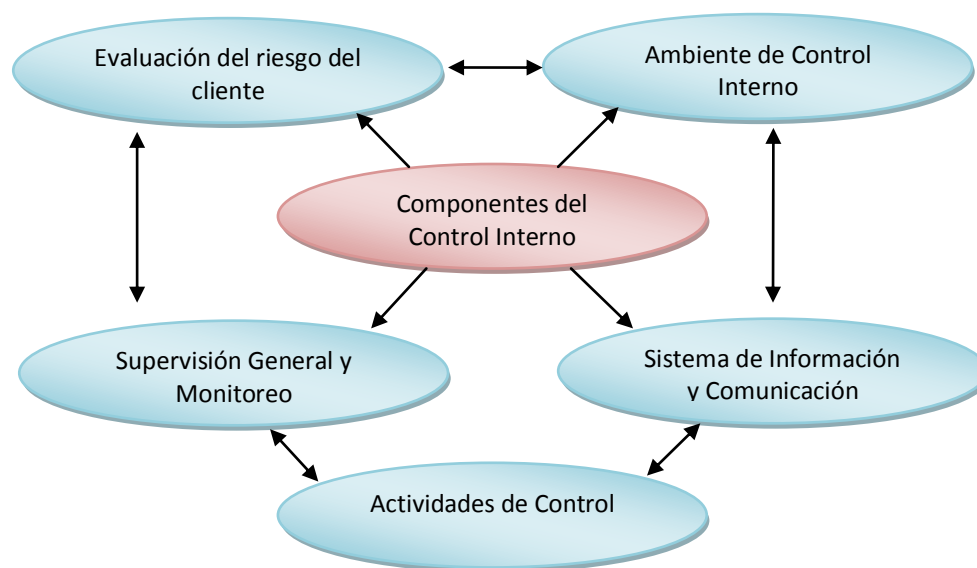 Evaluación del riesgo del
cliente
Ambiente de Control
Interno
Componentes del
Control Interno
Supervisión General y
Monitoreo
Sistema de Información
y Comunicación
Actividades de Control